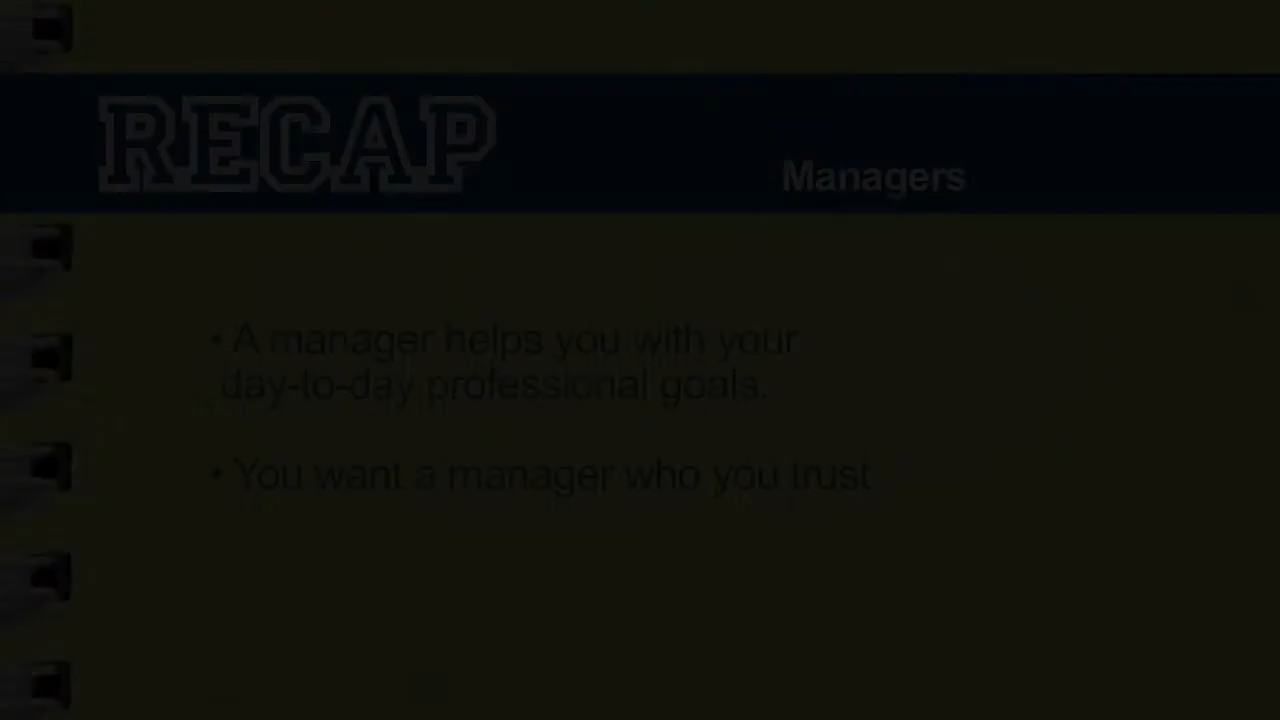 RECAP
Managers
• A manager helps you with your
day-to-day professional goals.
• You want a manager who you trust